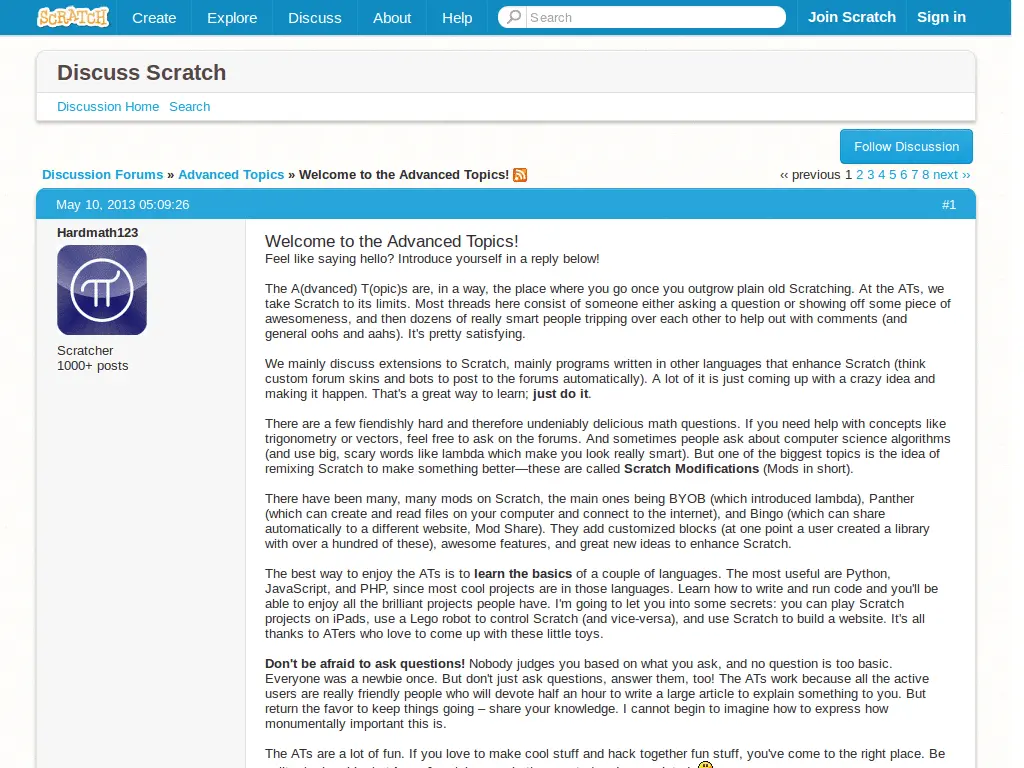 SCRATCH Create Explore Discuss About Help Search Join Scratch Sign in
Discuss Scratch
Discussion Home Search
Follow Discussion
Discussion Forums » Advanced Topics » Welcome to the Advanced Topics! ‹‹ previous 1 2 3 4 5 6 7 8 next ››
May 10, 2013 05:09:26 #1
Hardmath123
Scratcher
1000+ posts
Welcome to the Advanced Topics!
Feel like saying hello? Introduce yourself in a reply below!
The A(dvanced) T(opic)s are, in a way, the place where you go once you outgrow plain old Scratching. At the ATs, we
take Scratch to its limits. Most threads here consist of someone either asking a question or showing off some piece of
awesomeness, and then dozens of really smart people tripping over each other to help out with comments (and
general oohs and aahs). It's pretty satisfying.
We mainly discuss extensions to Scratch, mainly programs written in other languages that enhance Scratch (think
custom forum skins and bots to post to the forums automatically). A lot of it is just coming up with a crazy idea and
making it happen. That's a great way to learn; just do it.
There are a few fiendishly hard and therefore undeniably delicious math questions. If you need help with concepts like
trigonometry or vectors, feel free to ask on the forums. And sometimes people ask about computer science algorithms
(and use big, scary words like lambda which make you look really smart). But one of the biggest topics is the idea of
remixing Scratch to make something better—these are called Scratch Modifications (Mods in short).
There have been many, many mods on Scratch, the main ones being BYOB (which introduced lambda), Panther
(which can create and read files on your computer and connect to the internet), and Bingo (which can share
automatically to a different website, Mod Share). They add customized blocks (at one point a user created a library
with over a hundred of these), awesome features, and great new ideas to enhance Scratch.
The best way to enjoy the ATs is to learn the basics of a couple of languages. The most useful are Python,
JavaScript, and PHP, since most cool projects are in those languages. Learn how to write and run code and you'll be
able to enjoy all the brilliant projects people have. I'm going to let you into some secrets: you can play Scratch
projects on iPads, use a Lego robot to control Scratch (and vice-versa), and use Scratch to build a website. It's all
thanks to ATers who love to come up with these little toys.
Don't be afraid to ask questions! Nobody judges you based on what you ask, and no question is too basic.
Everyone was a newbie once. But don't just ask questions, answer them, too! The ATs work because all the active
users are really friendly people who will devote half an hour to write a large article to explain something to you. But
return the favor to keep things going – share your knowledge. I cannot begin to imagine how to express how
monumentally important this is.
The ATs are a lot of fun. If you love to make cool stuff and hack together fun stuff, you've come to the right place. Be